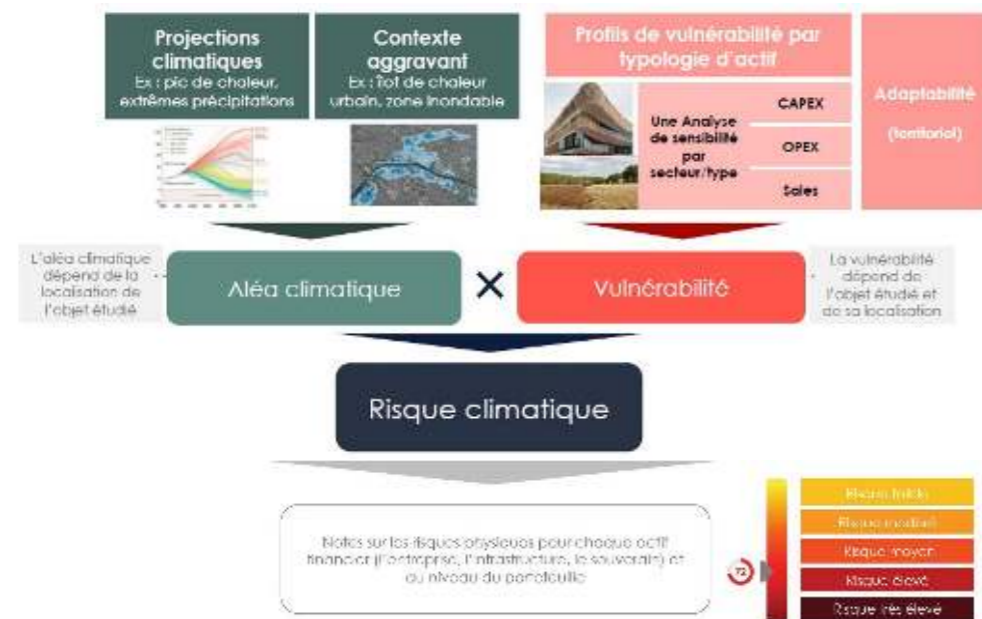 Projections
climatiques
Ex : pic de chaleur,
extrêmes précipitations
Contexte
aggravant
Ex : îlot de chaleur
urbain, zone inondable
Profils de vulnérabilité par
typologie d'actif
Une Analyse
de sensibilité
par
secteur/type
CAPEX
OPEX
Sales
Adaptabilité
(territorial)
L'aléa climatique
dépend de la
localisation de
l'objet étudié
Aléa climatique
×
Vulnérabilité
La vulnérabilité
dépend de
l'objet étudié et
de sa localisation
Risque climatique
Notes sur les risques physiques pour chaque actif
financier (l'entreprise, l'infrastructure, le souverain) et
au niveau du portefeuille
72
Risque faible
Risque modéré
Risque moyen
Risque élevé
Risque très élevé